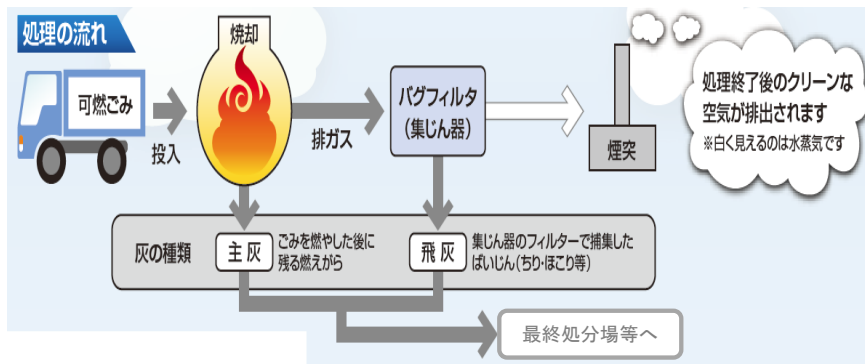 処理の流れ
可燃ごみ
投入
焼却
排ガス
バグフィルタ
(集じん器)
煙突
処理終了後のクリーンな
空気が排出されます
※白く見えるのは水蒸気です
灰の種類
主灰
ごみを燃やした後に
残る燃えがら
飛灰
集じん器のフィルターで捕集した
ばいじん(ちり・ほこり等)
最終処分場等へ